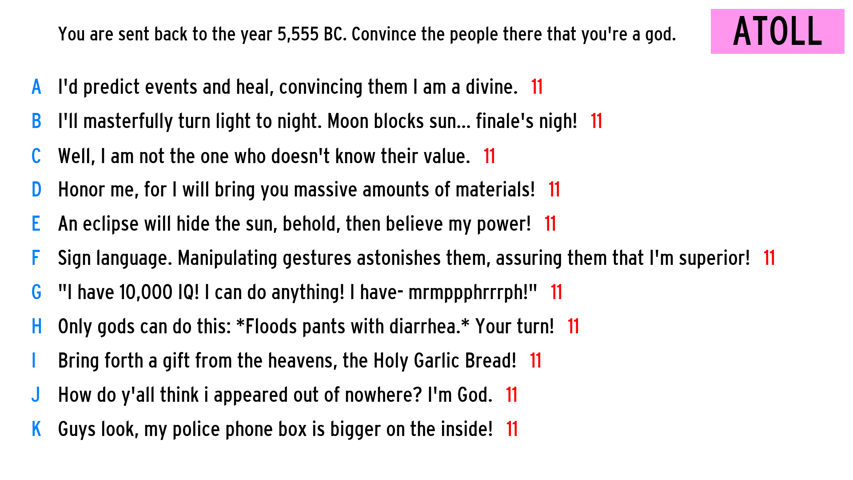 You are sent back to the year 5,555 BC. Convince the people there that you're a god.
ATOLL
A I'd predict events and heal, convincing them I am a divine. 11
B I'll masterfully turn light to night. Moon blocks sun... finale's nigh! 11
C Well, I am not the one who doesn't know their value. 11
D Honor me, for I will bring you massive amounts of materials! 11
E An eclipse will hide the sun, behold, then believe my power! 11
F Sign language. Manipulating gestures astonishes them, assuring them that I'm superior! 11
G "I have 10,000 IQ! I can do anything! I have- mrmppphrrrph!" 11
H Only gods can do this: *Floods pants with diarrhea.* Your turn! 11
I Bring forth a gift from the heavens, the Holy Garlic Bread! 11
J How do y'all think i appeared out of nowhere? I'm God. 11
K Guys look, my police phone box is bigger on the inside! 11